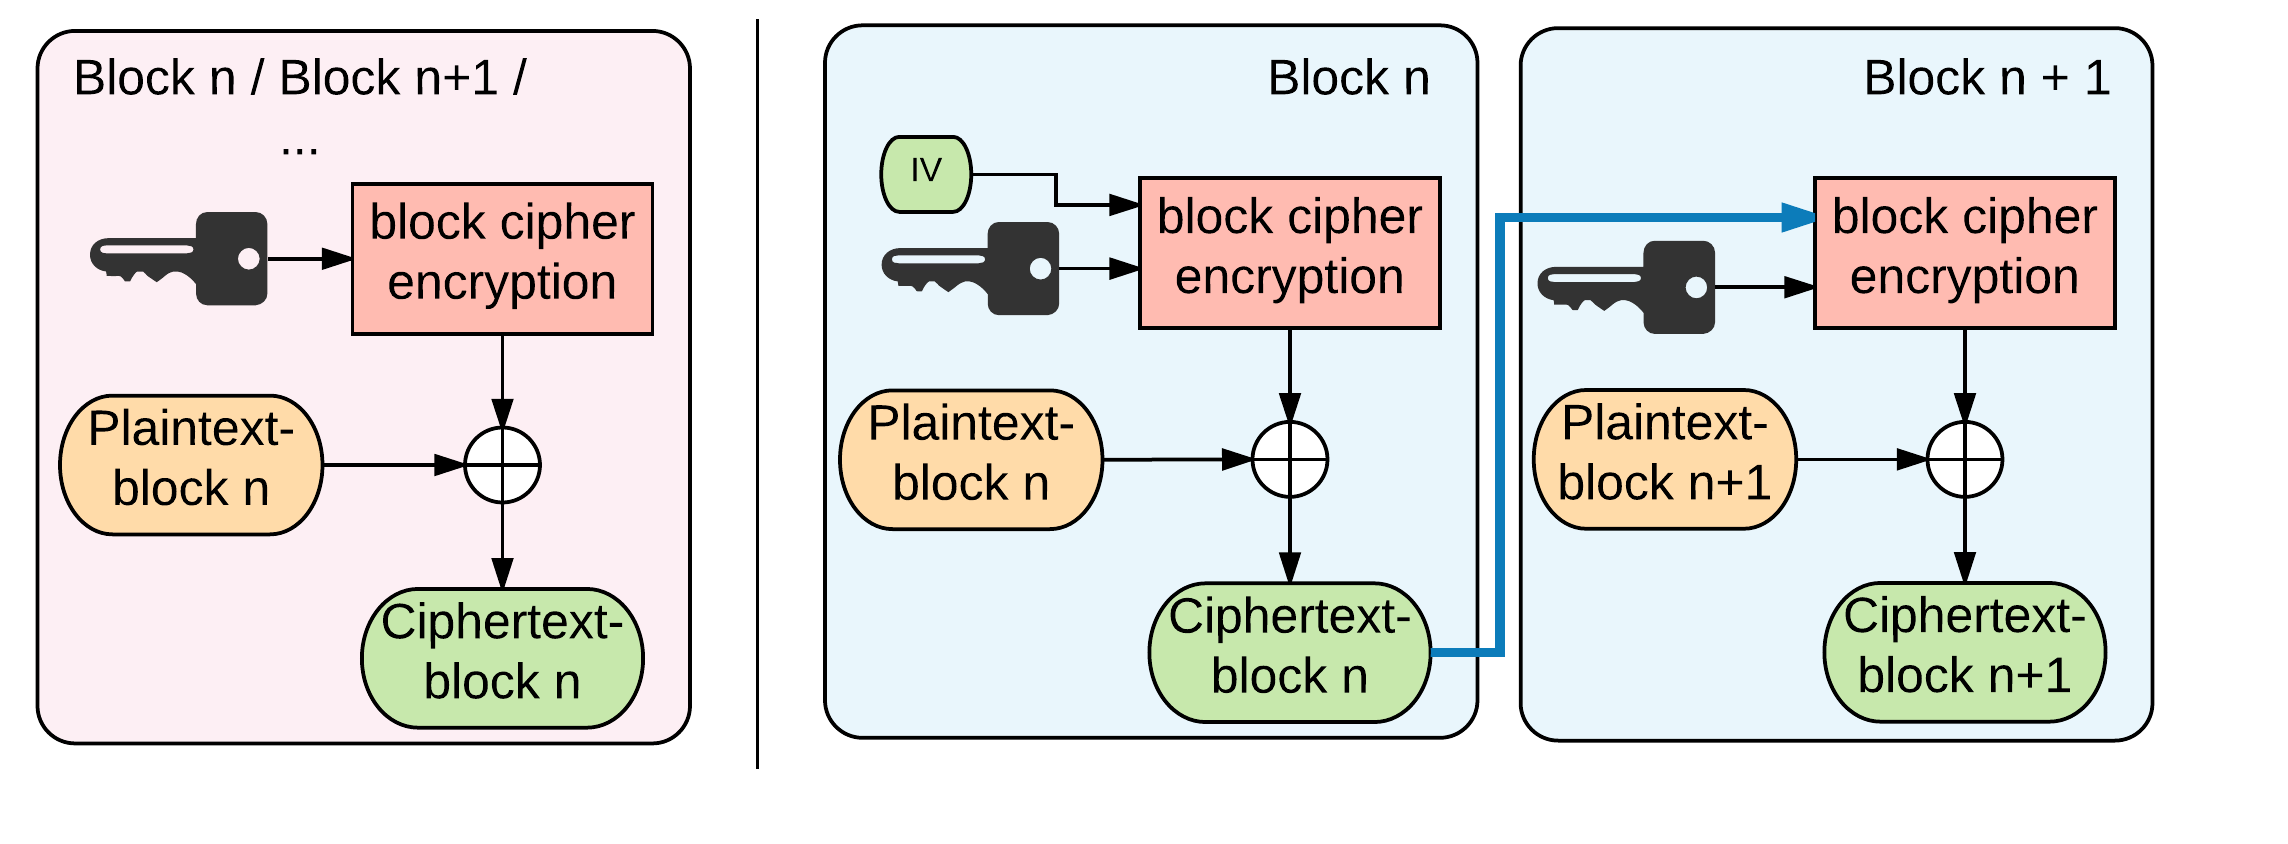 Block n / Block n+1 /
...
block cipher
encryption
Plaintext-
block n
Ciphertext-
block n
Block n
IV
block cipher
encryption
Plaintext-
block n
Ciphertext-
block n
Block n + 1
block cipher
encryption
Plaintext-
block n+1
Ciphertext-
block n+1